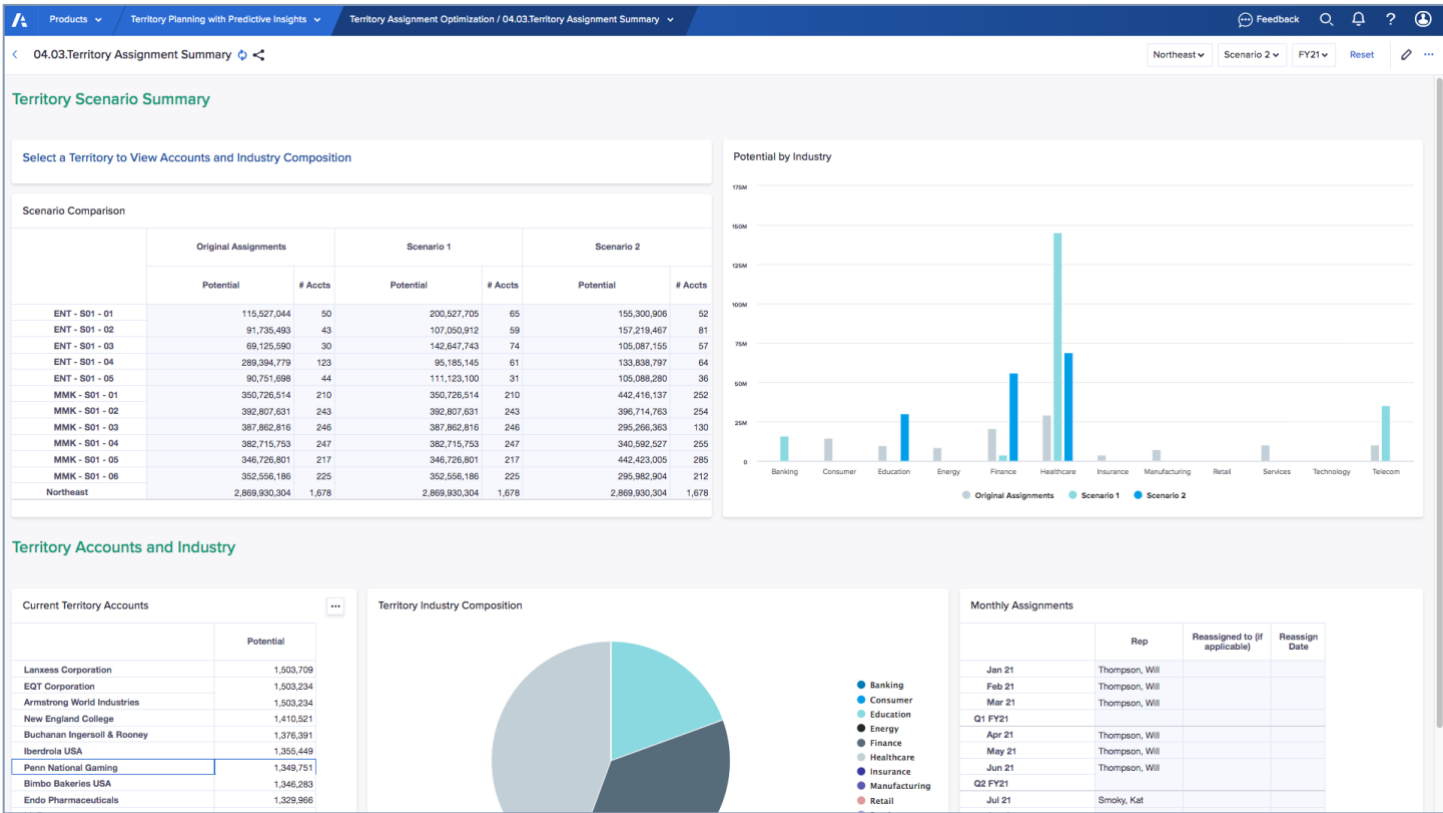 Products
Territory Planning with Predictive Insights
Territory Assignment Optimization / 04.03.Territory Assignment Summary
Feedback
?
04.03.Territory Assignment Summary
Northeast
Scenario 2
FY21
Reset
Territory Scenario Summary
Select a Territory to View Accounts and Industry Composition
Scenario Comparison
Original Assignments Scenario 1 Scenario 2
Potential # Accts Potential # Accts Potential # Accts
ENT - S01 - 01 115,527,044 50 200,527,705 65 155,300,906 52
ENT - S01 - 02 91,735,493 43 107,050,912 59 157,219,467 81
ENT - S01 - 03 69,125,590 30 142,647,743 74 105,087,155 57
ENT - S01 - 04 289,394,779 123 95,185,145 61 133,838,797 64
ENT - S01 - 05 90,751,698 44 111,123,100 31 105,088,280 36
MMK - S01 - 01 350,726,514 210 350,726,514 210 442,416,137 252
MMK - S01 - 02 392,807,631 243 392,807,631 243 396,714,763 254
MMK - S01 - 03 387,862,816 246 387,862,816 246 295,266,363 130
MMK - S01 - 04 382,715,753 247 382,715,753 247 340,592,527 255
MMK - S01 - 05 346,726,801 217 346,726,801 217 442,423,005 285
MMK - S01 - 06 352,556,186 225 352,556,186 225 295,982,904 212
Northeast 2,869,930,304 1,678 2,869,930,304 1,678 2,869,930,304 1,678
Potential by Industry
175M
150M
125M
100M
75M
50M
25M
0
Banking Consumer Education Energy Finance Healthcare Insurance Manufacturing Retail Services Technology Telecom
Original Assignments Scenario 1 Scenario 2
Territory Accounts and Industry
Current Territory Accounts
Potential
Lanxess Corporation 1,503,709
EQT Corporation 1,503,234
Armstrong World Industries 1,503,234
New England College 1,410,521
Buchanan Ingersoll & Rooney 1,376,391
Iberdrola USA 1,355,449
Penn National Gaming 1,349,751
Bimbo Bakeries USA 1,346,283
Endo Pharmaceuticals 1,329,966
Territory Industry Composition
Banking
Consumer
Education
Energy
Finance
Healthcare
Insurance
Manufacturing
Retail
Monthly Assignments
Rep Reassigned to (if applicable) Reassign Date
Jan 21 Thompson, Will
Feb 21 Thompson, Will
Mar 21 Thompson, Will
Q1 FY21
Apr 21 Thompson, Will
May 21 Thompson, Will
Jun 21 Thompson, Will
Q2 FY21
Jul 21 Smoky, Kat